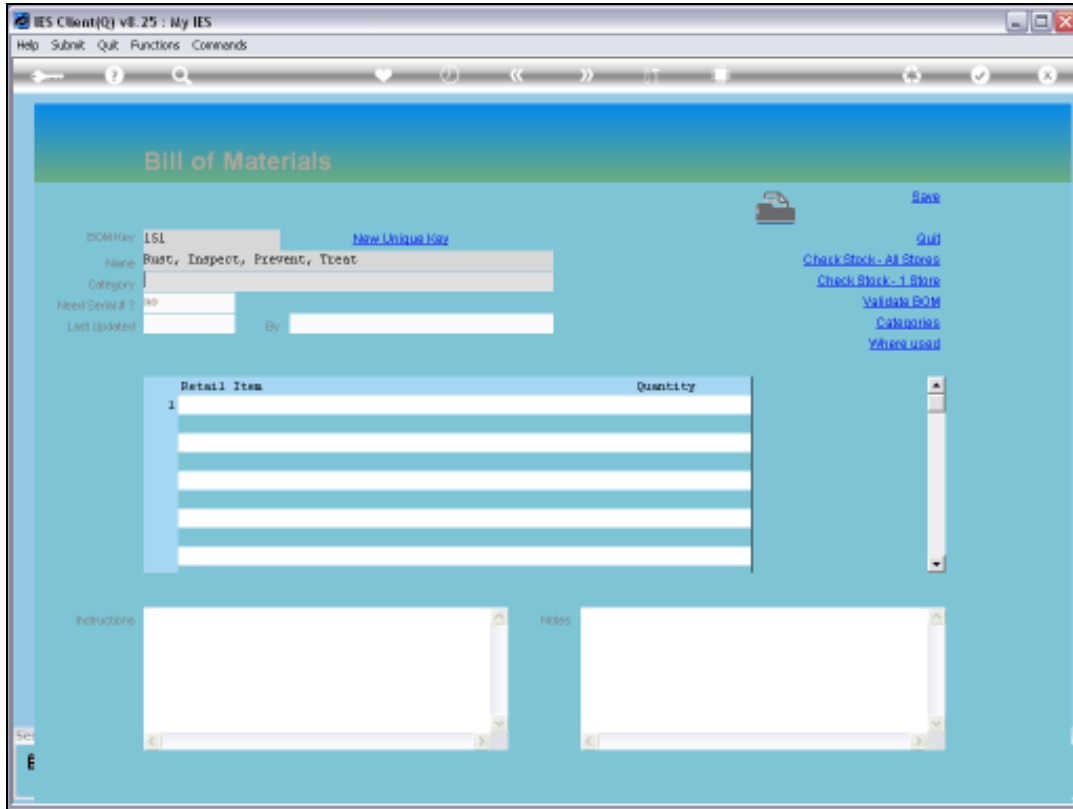 IES Client(Q) v8.25 : My IES
Help Submit Quit Functions Commands
Bill of Materials
Save
BOM Key 151 New Unique Key Quit
Name Rust, Inspect, Prevent, Treat Check Stock - All Stores
Category Check Stock - 1 Store
Need Serial # ? no Validate BOM
Last Updated By Categories
Where used
Retail Item Quantity
1
Instructions Notes